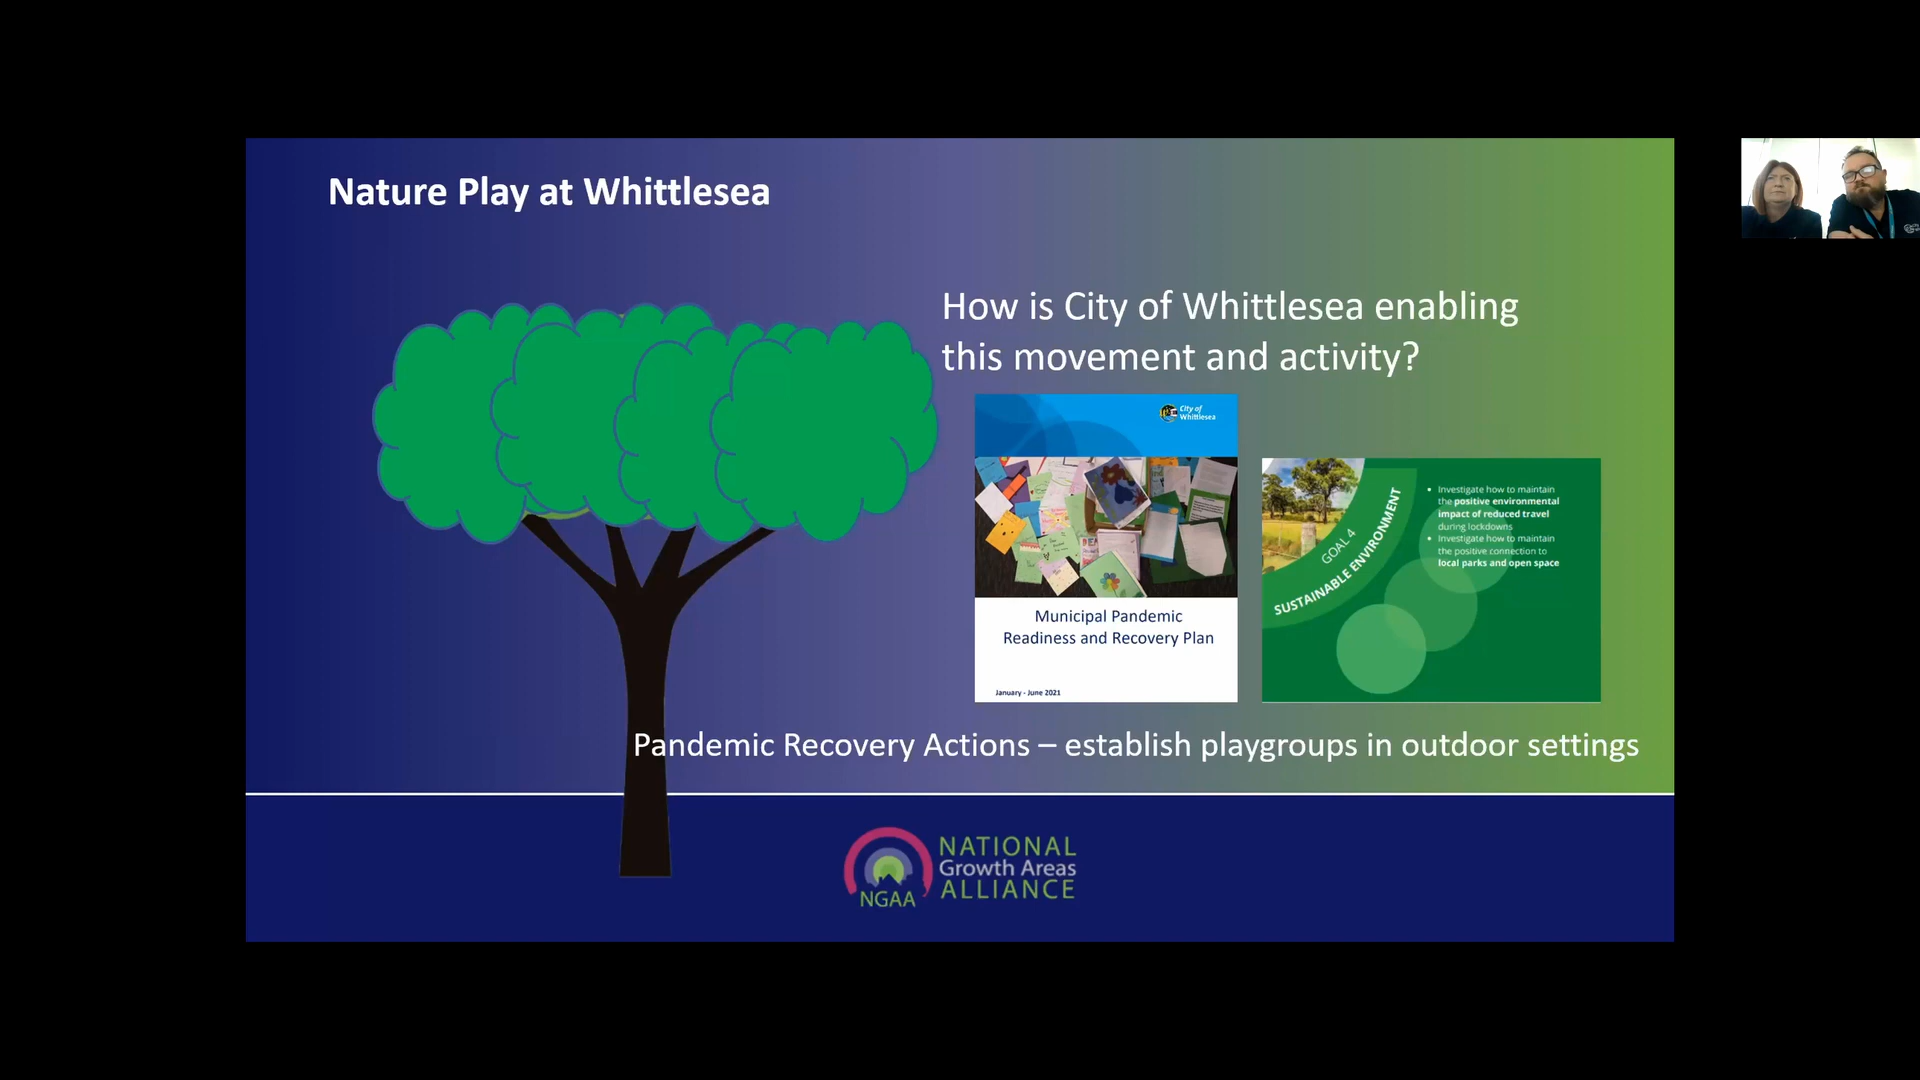 Nature Play at Whittlesea
How is City of Whittlesea enabling
this movement and activity?
City of
Whittlesea
Municipal Pandemic
Readiness and Recovery Plan
January - June 2021
GOAL 4
SUSTAINABLE ENVIRONMENT
• Investigate how to maintain
the positive environmental
impact of reduced travel
during lockdowns
• Investigate how to maintain
the positive connection to
local parks and open space
Pandemic Recovery Actions – establish playgroups in outdoor settings
NGAA
NATIONAL
Growth Areas
ALLIANCE